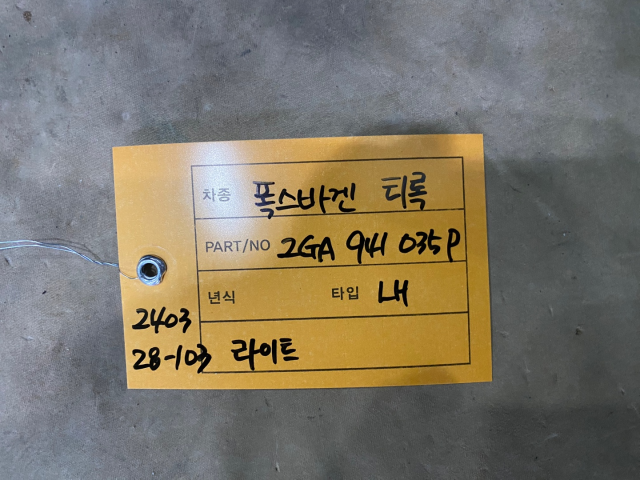 차종 폭스바겐 티록
PART/NO 2GA 941 035P
년식 타입 LH
2403
28-103 라이트